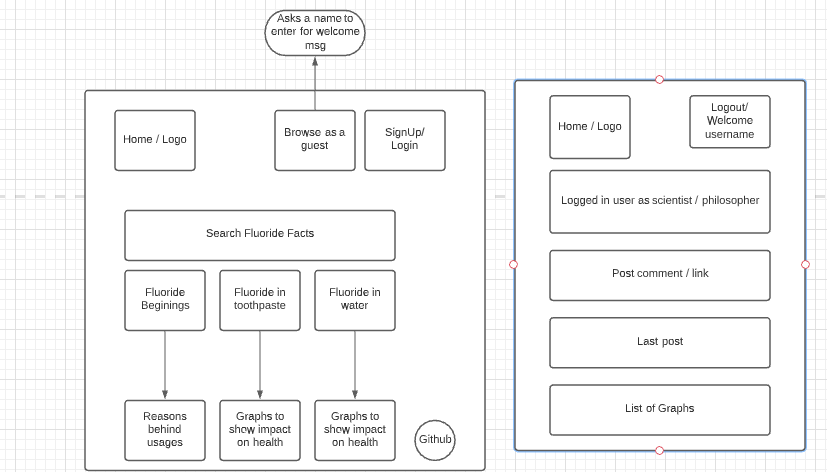 Asks a name to
enter for welcome
msg
Home / Logo
Browse as a
guest
SignUp/
Login
Search Fluoride Facts
Fluoride
Beginings
Fluoride in
toothpaste
Fluoride in
water
Reasons
behind
usages
Graphs to
show impact
on health
Graphs to
show impact
on health
Github
Home / Logo
Logout/
Welcome
username
Logged in user as scientist / philosopher
Post comment / link
Last post
List of Graphs